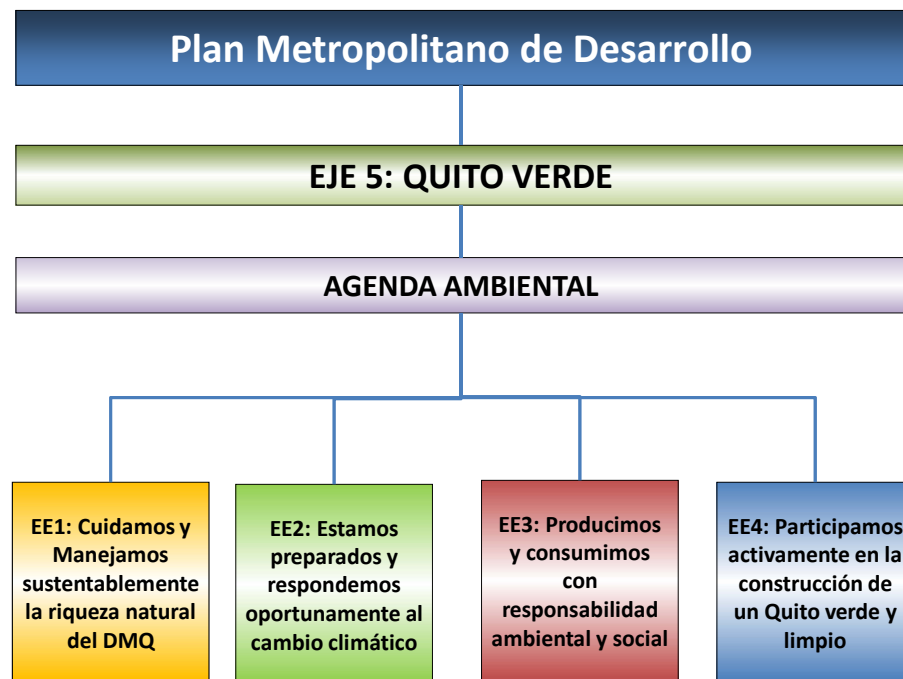 Plan Metropolitano de Desarrollo
EJE 5: QUITO VERDE
AGENDA AMBIENTAL
EE1: Cuidamos y
Manejamos
sustentablemente
la riqueza natural
del DMQ
EE2: Estamos
preparados y
respondemos
oportunamente al
cambio climático
EE3: Producimos
y consumimos
con
responsabilidad
ambiental y social
EE4: Participamos
activamente en la
construcción de
un Quito verde y
limpio